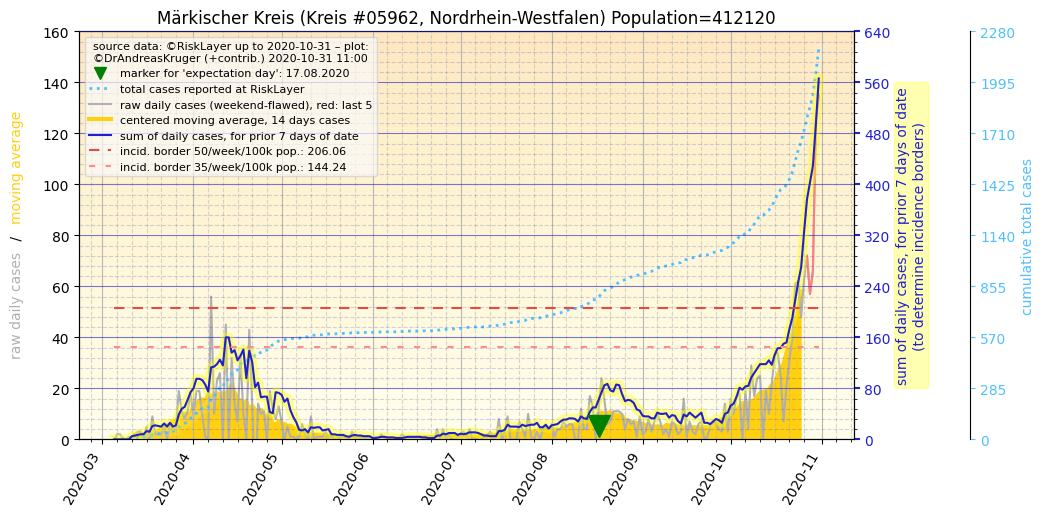 Märkischer Kreis (Kreis #05962, Nordrhein-Westfalen) Population=412120
source data: ©RiskLayer up to 2020-10-31 – plot:
©DrAndreasKruger (+contrib.) 2020-10-31 11:00
marker for 'expectation day': 17.08.2020
total cases reported at RiskLayer
raw daily cases (weekend-flawed), red: last 5
centered moving average, 14 days cases
sum of daily cases, for prior 7 days of date
incid. border 50/week/100k pop.: 206.06
incid. border 35/week/100k pop.: 144.24
raw daily cases / moving average
160
140
120
100
80
60
40
20
0
640
560
480
400
320
240
160
80
0
sum of daily cases, for prior 7 days of date
(to determine incidence borders)
2280
1995
1710
1425
1140
855
570
285
0
cumulative total cases
2020-03
2020-04
2020-05
2020-06
2020-07
2020-08
2020-09
2020-10
2020-11